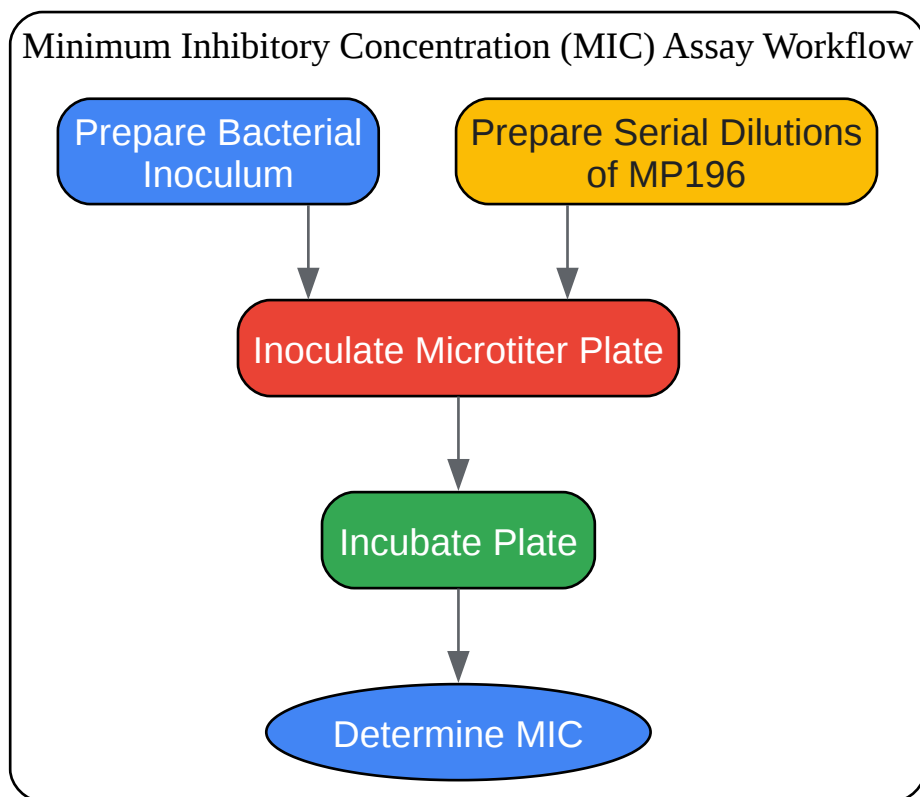 Minimum Inhibitory Concentration (MIC) Assay Workflow
Prepare Bacterial
Inoculum
Prepare Serial Dilutions
of MP196
Inoculate Microtiter Plate
Incubate Plate
Determine MIC